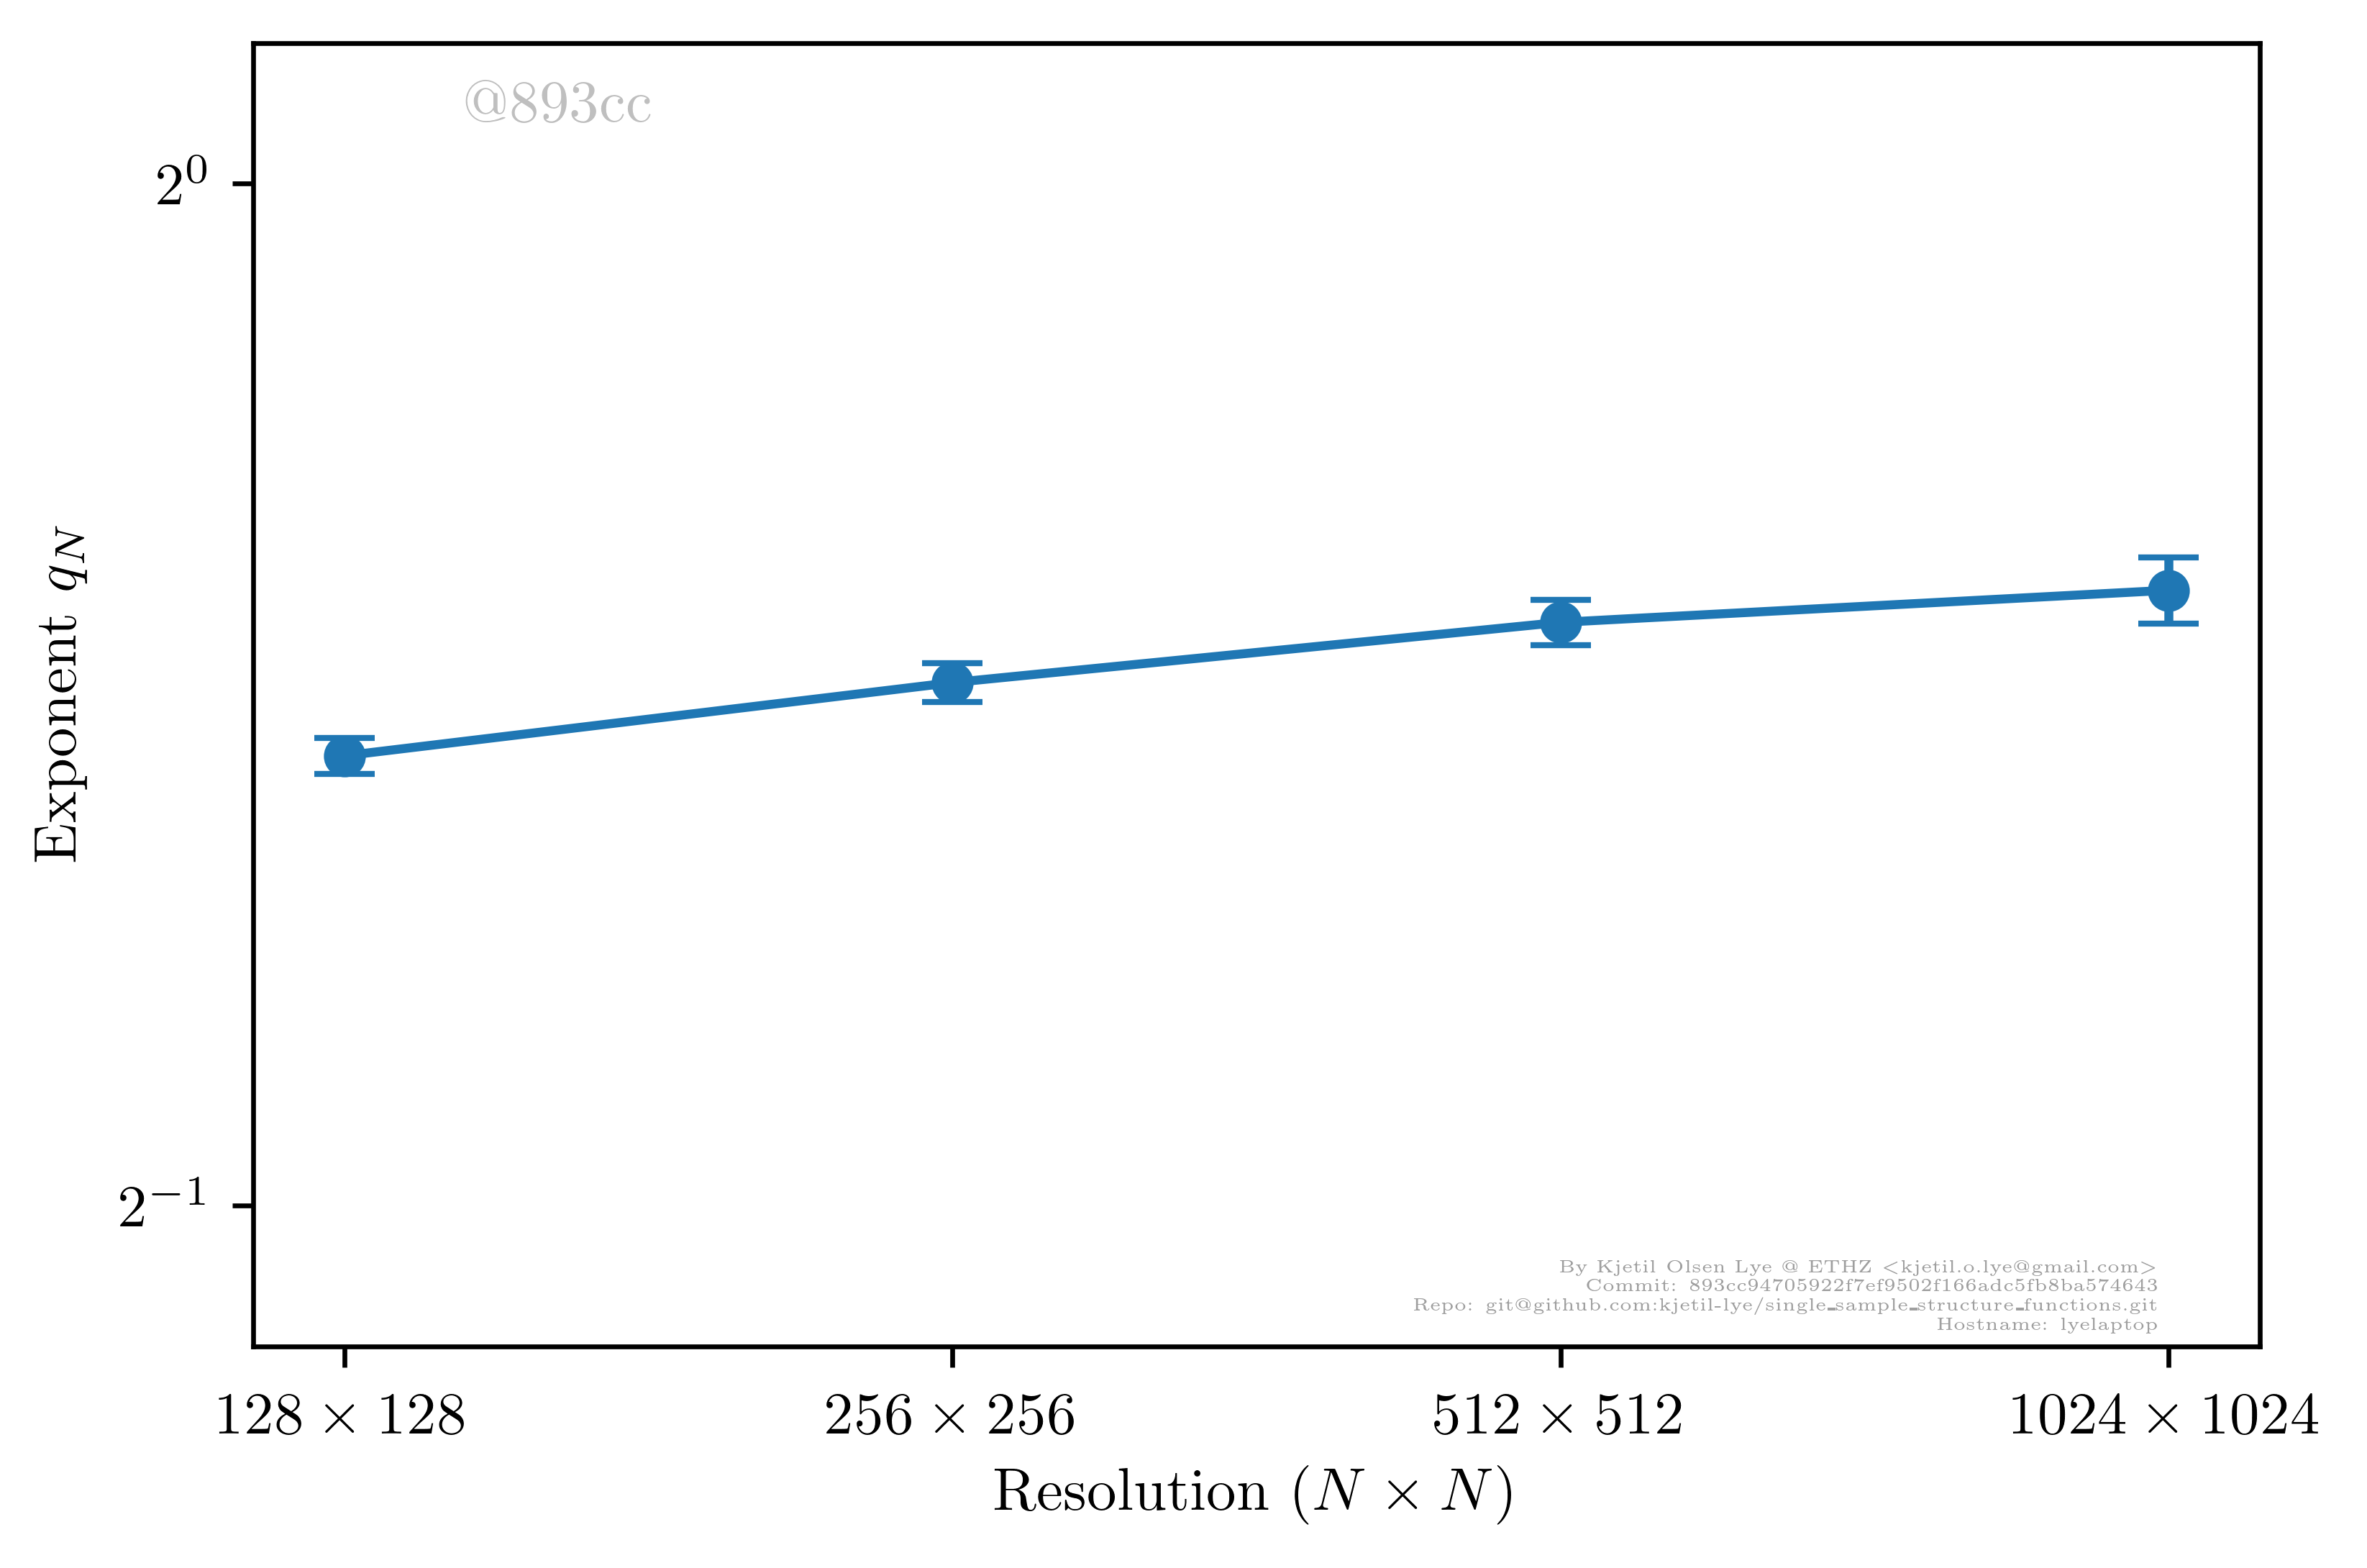 @893cc
2^0
Exponent q_N
2^{-1}
By Kjetil Olsen Lye @ ETHZ <kjetil.o.lye@gmail.com>
Commit: 893cc94705922f7ef9502f166adc5fb8ba574643
Repo: git@github.com:kjetil-lye/single_sample_structure_functions.git
Hostname: lyelaptop
128 × 128 256 × 256 512 × 512 1024 × 1024
Resolution (N × N)